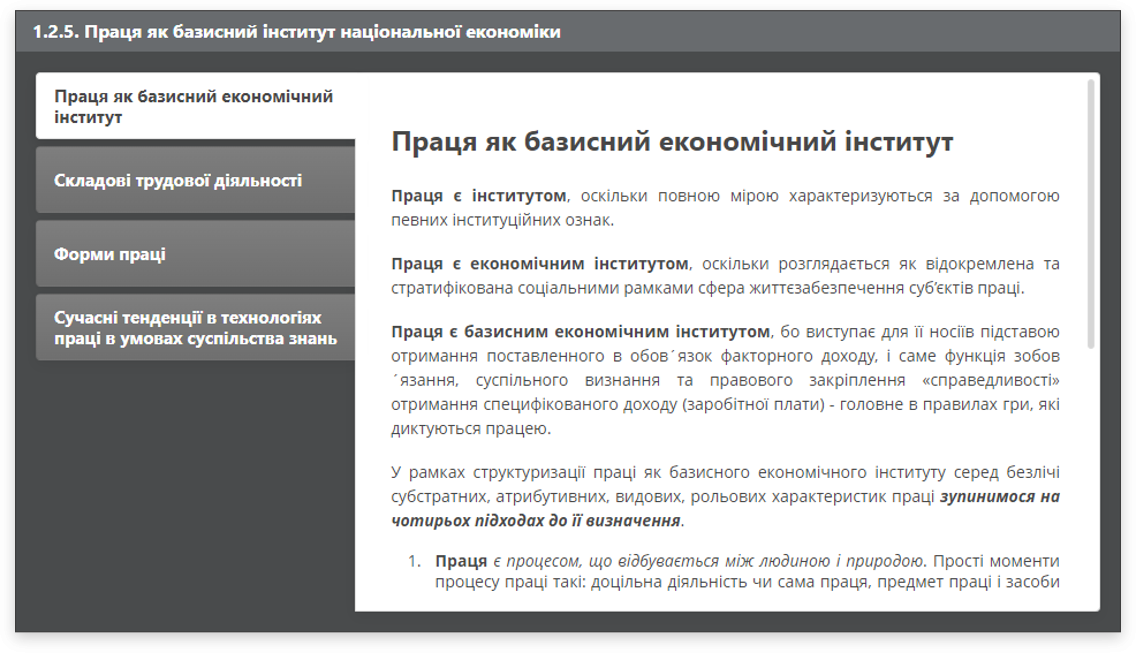 1.2.5. Праця як базисний інститут національної економіки
Праця як базисний економічний
інститут
Складові трудової діяльності
Форми праці
Сучасні тенденції в технологіях
праці в умовах суспільства знань
Праця як базисний економічний інститут
Праця є інститутом, оскільки повною мірою характеризуються за допомогою
певних інституційних ознак.
Праця є економічним інститутом, оскільки розглядається як відокремлена та
стратифікована соціальними рамками сфера життєзабезпечення суб’єктів праці.
Праця є базисним економічним інститутом, бо виступає для її носіїв підставою
отримання поставленного в обов´язок факторного доходу, і саме функція зобов
´язання, суспільного визнання та правового закріплення «справедливості»
отримання специфікованого доходу (заробітної плати) - головне в правилах гри, які
диктуються працею.
У рамках структуризації праці як базисного економічного інституту серед безлічі
субстратних, атрибутивних, видових, рольових характеристик праці зупинимося на
чотирьох підходах до її визначення.
1. Праця є процесом, що відбувається між людиною і природою. Прості моменти
процесу праці такі: доцільна діяльність чи сама праця, предмет праці і засоби